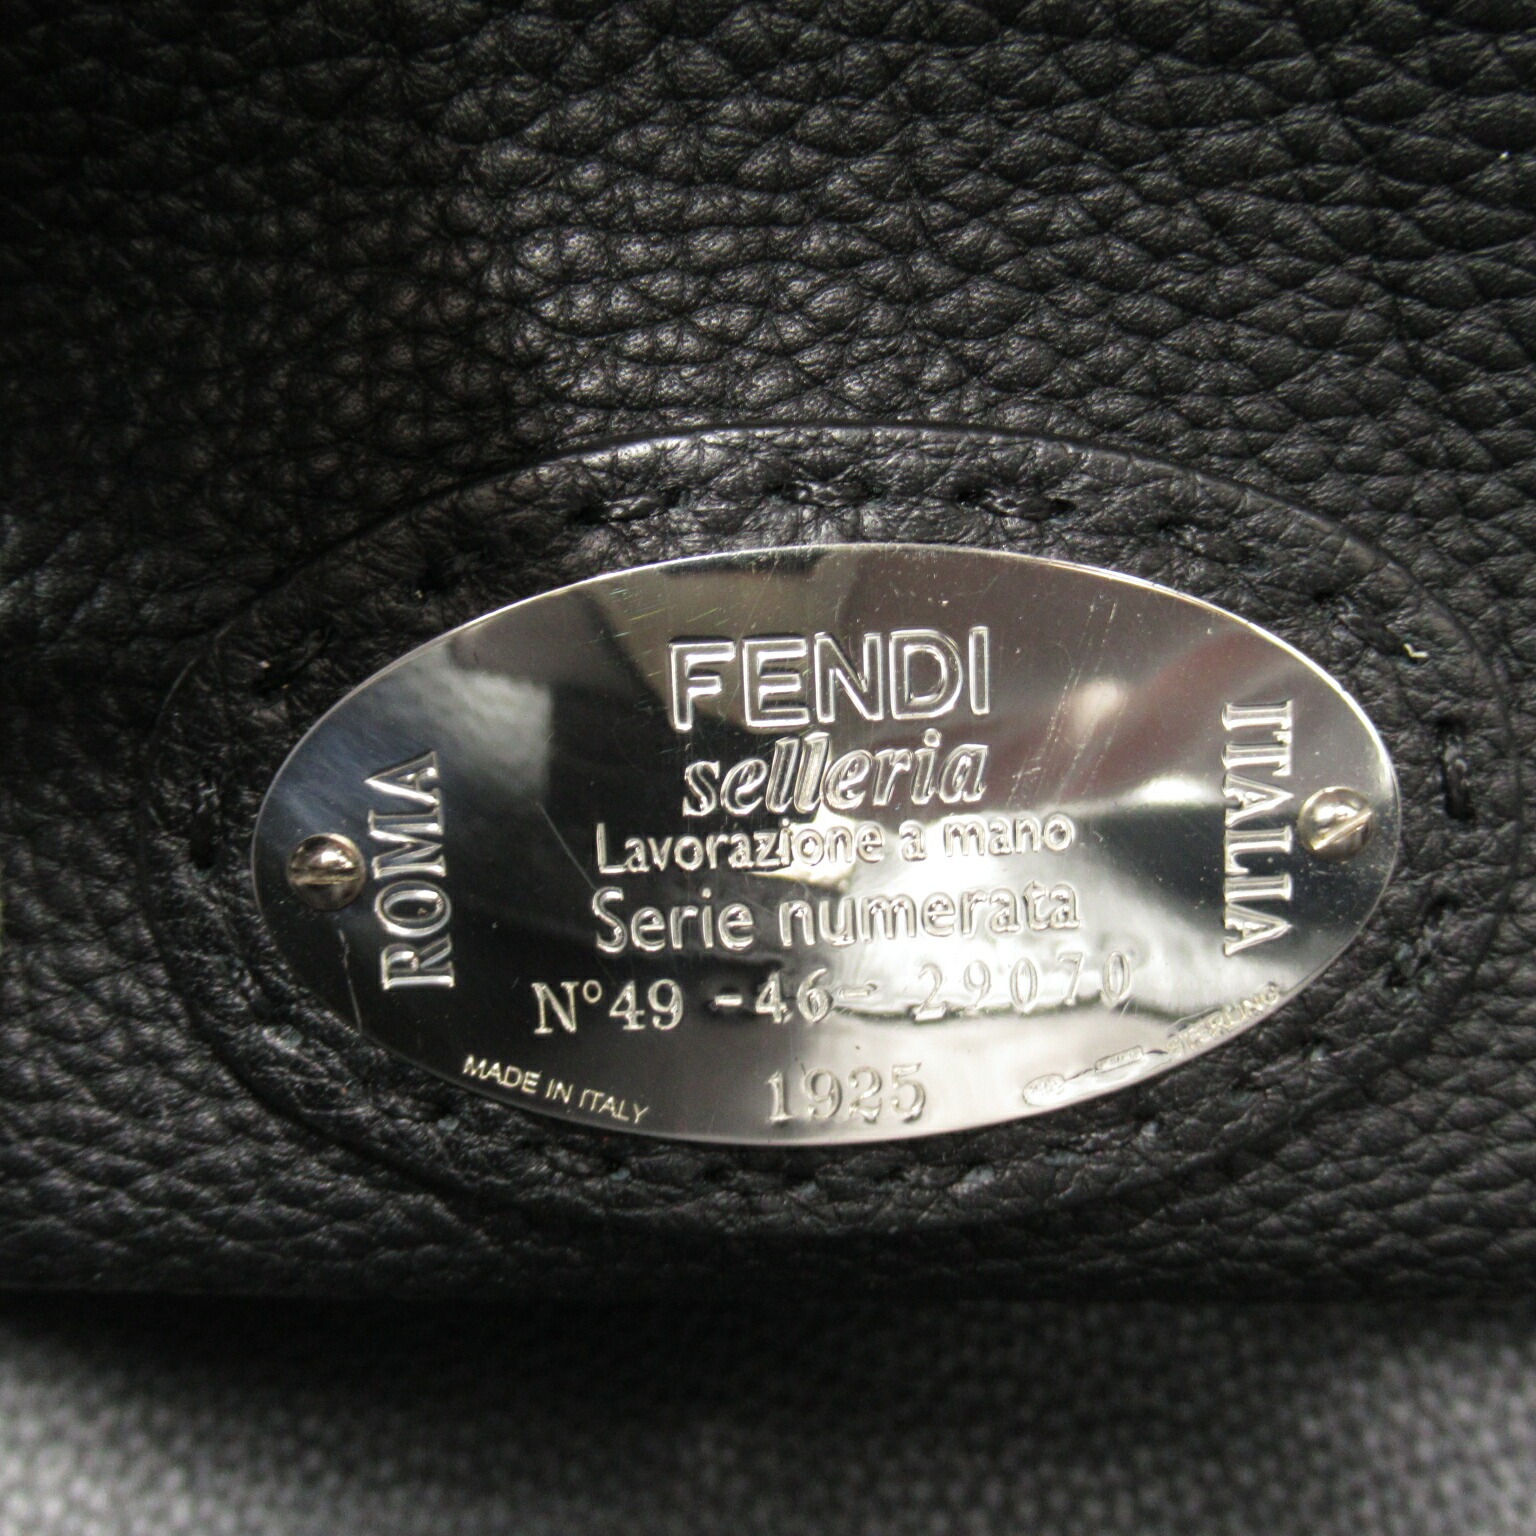 FENDI
selleria
Lavorazione a mano
Serie numerata
N°49 -46- 29070
1925
ROMA
ITALIA
MADE IN ITALY
STERLING